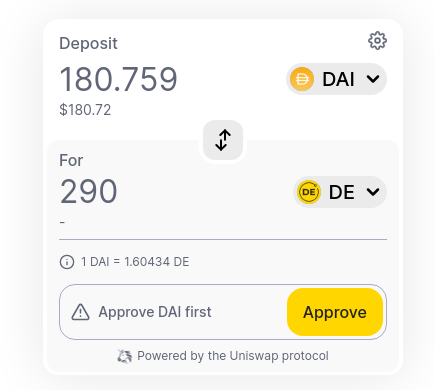 Deposit
180.759
DAI
$180.72
For
290
DE
DE
-
1 DAI = 1.60434 DE
Approve DAI first
Approve
Powered by the Uniswap protocol